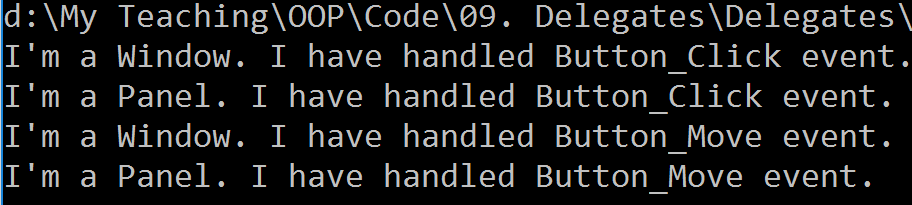 d:\My Teaching\OOP\Code\09. Delegates\Delegates\
I'm a Window. I have handled Button_Click event.
I'm a Panel. I have handled Button_Click event.
I'm a Window. I have handled Button_Move event.
I'm a Panel. I have handled Button_Move event.